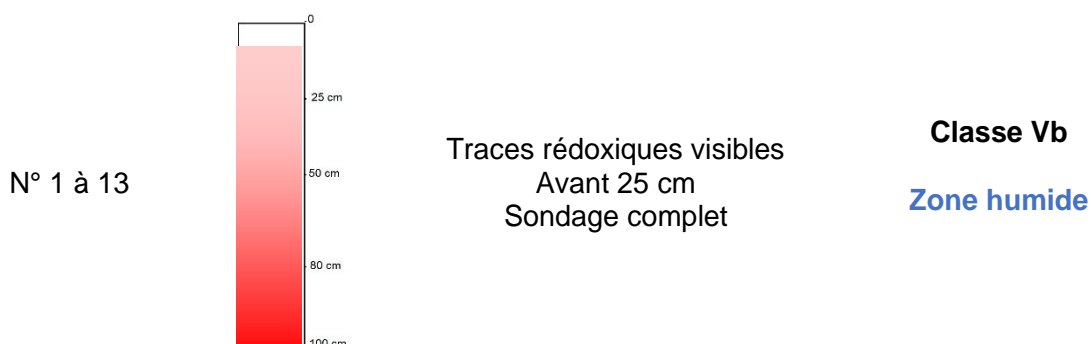 N° 1 à 13
0
25 cm
50 cm
80 cm
100 cm
Traces rédoxiques visibles
Avant 25 cm
Sondage complet
Classe Vb
Zone humide